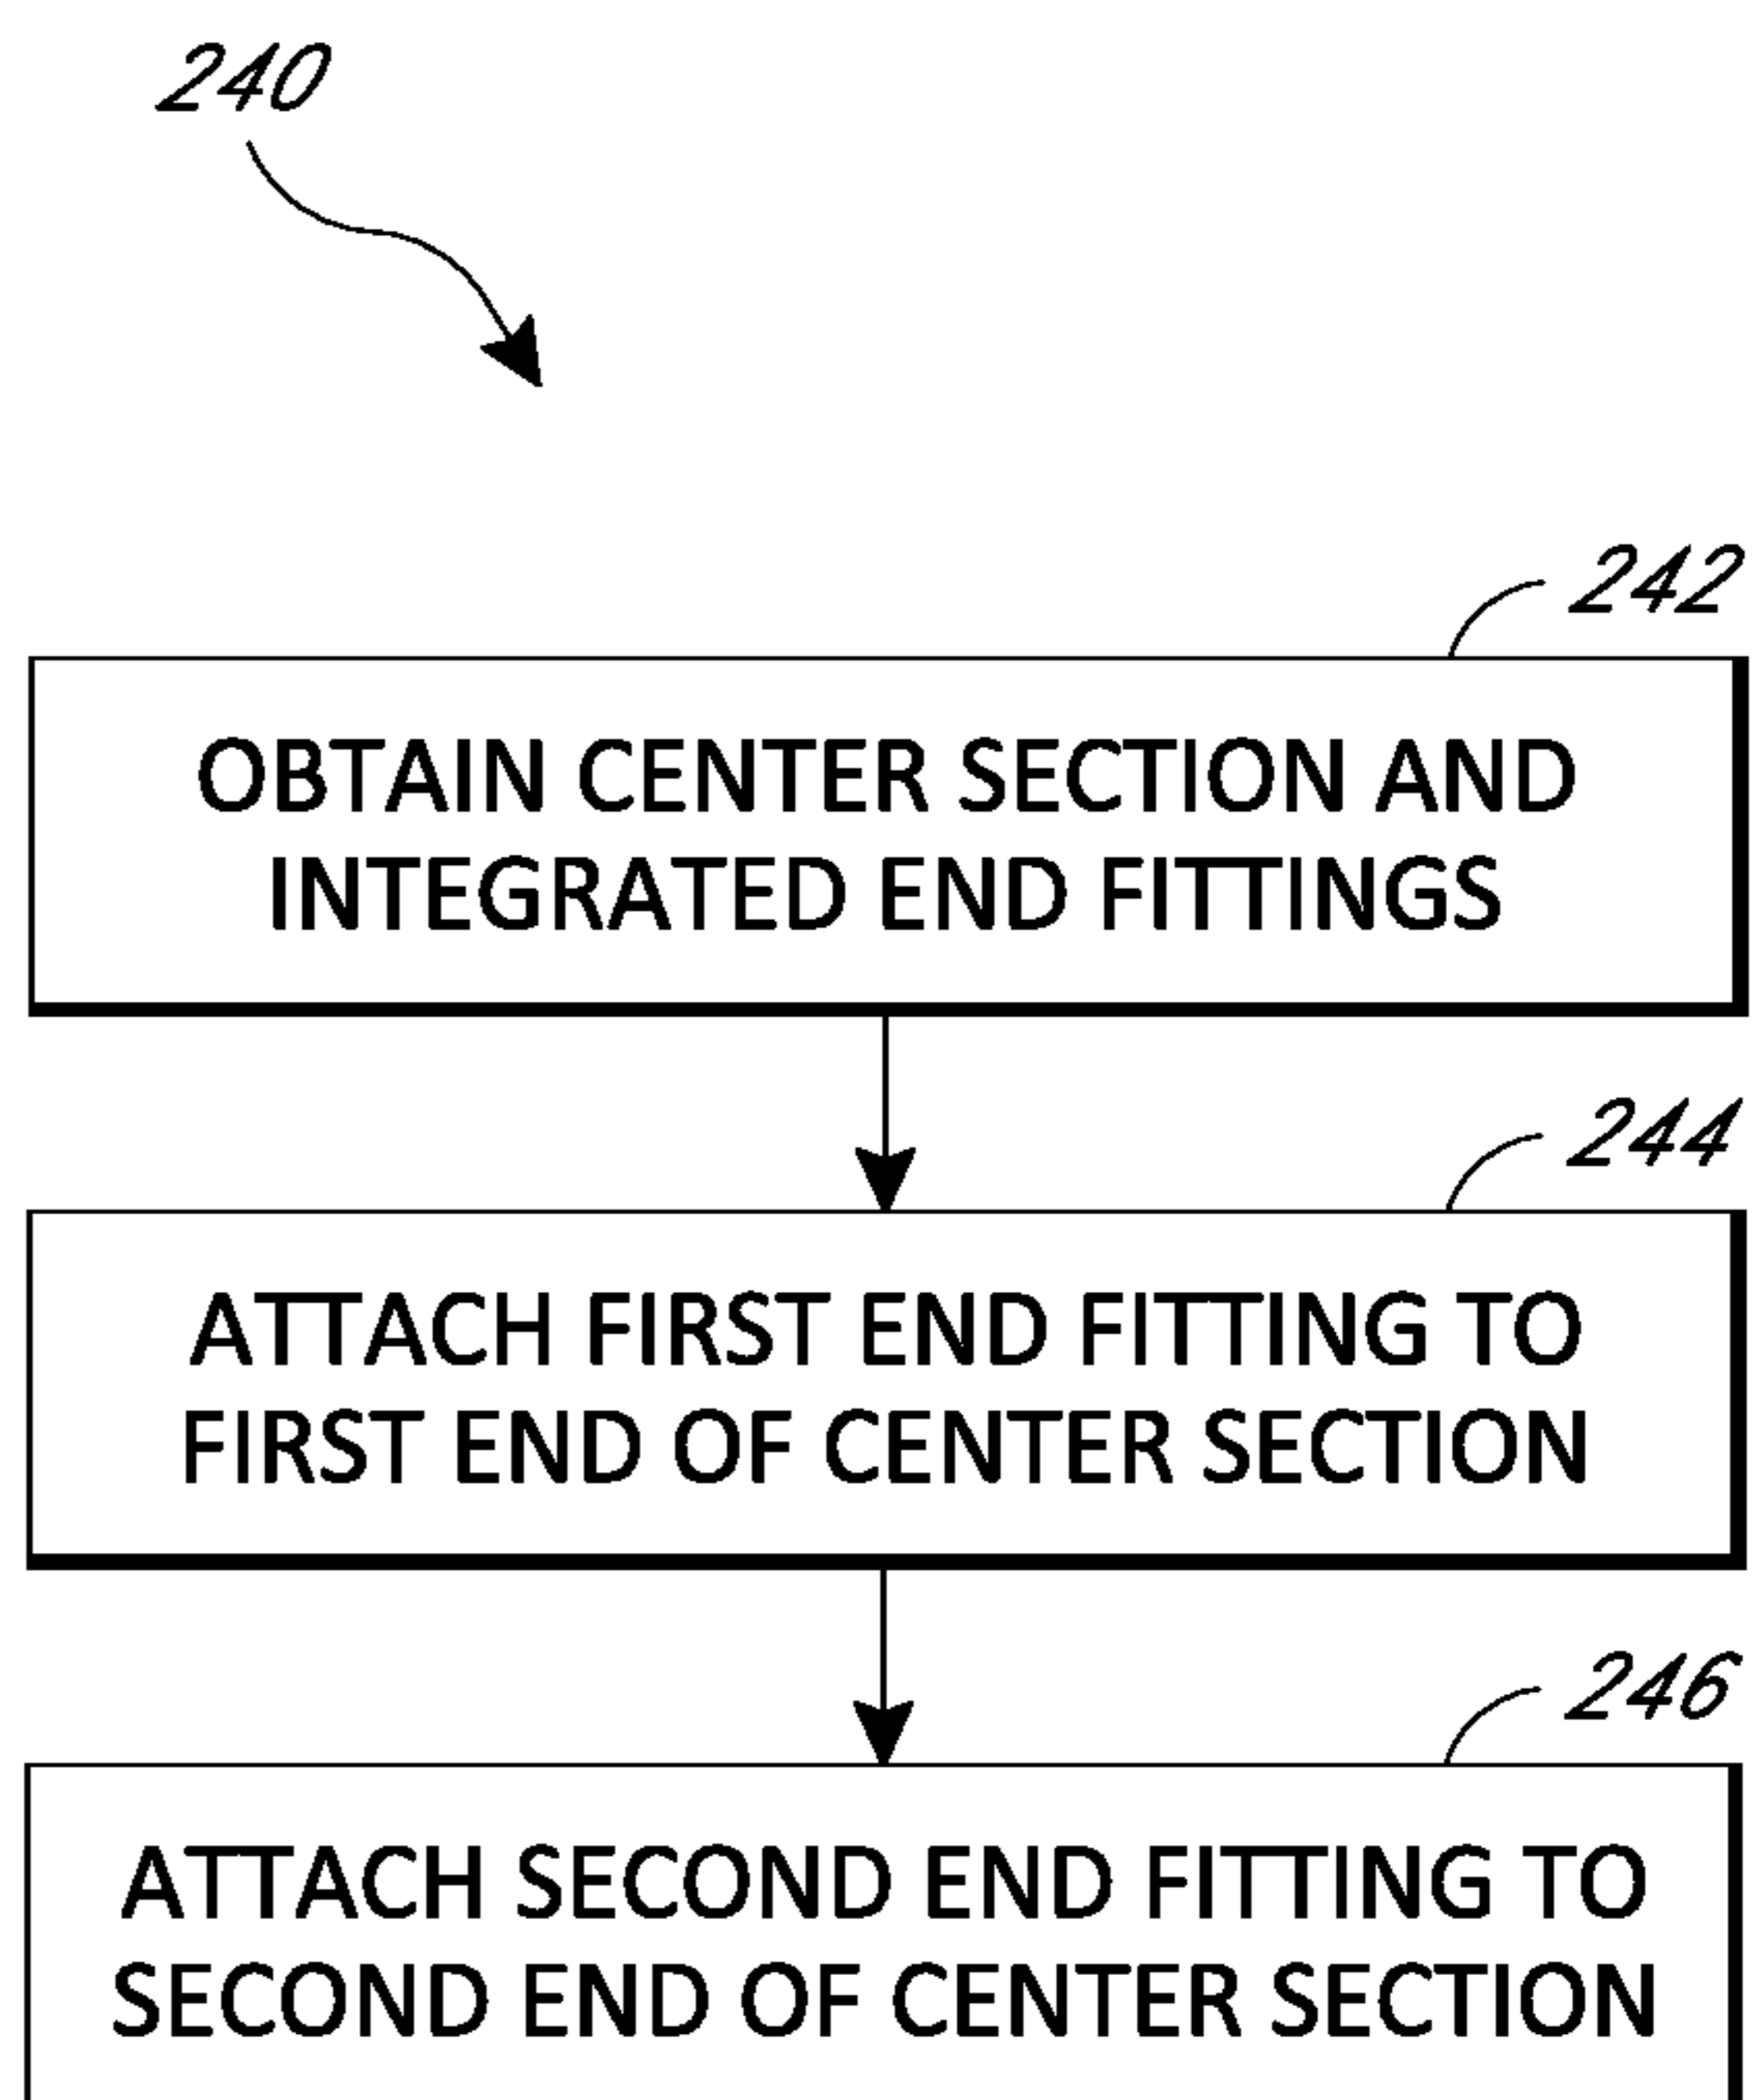 240
242
OBTAIN CENTER SECTION AND
INTEGRATED END FITTINGS
244
ATTACH FIRST END FITTING TO
FIRST END OF CENTER SECTION
246
ATTACH SECOND END FITTING TO
SECOND END OF CENTER SECTION